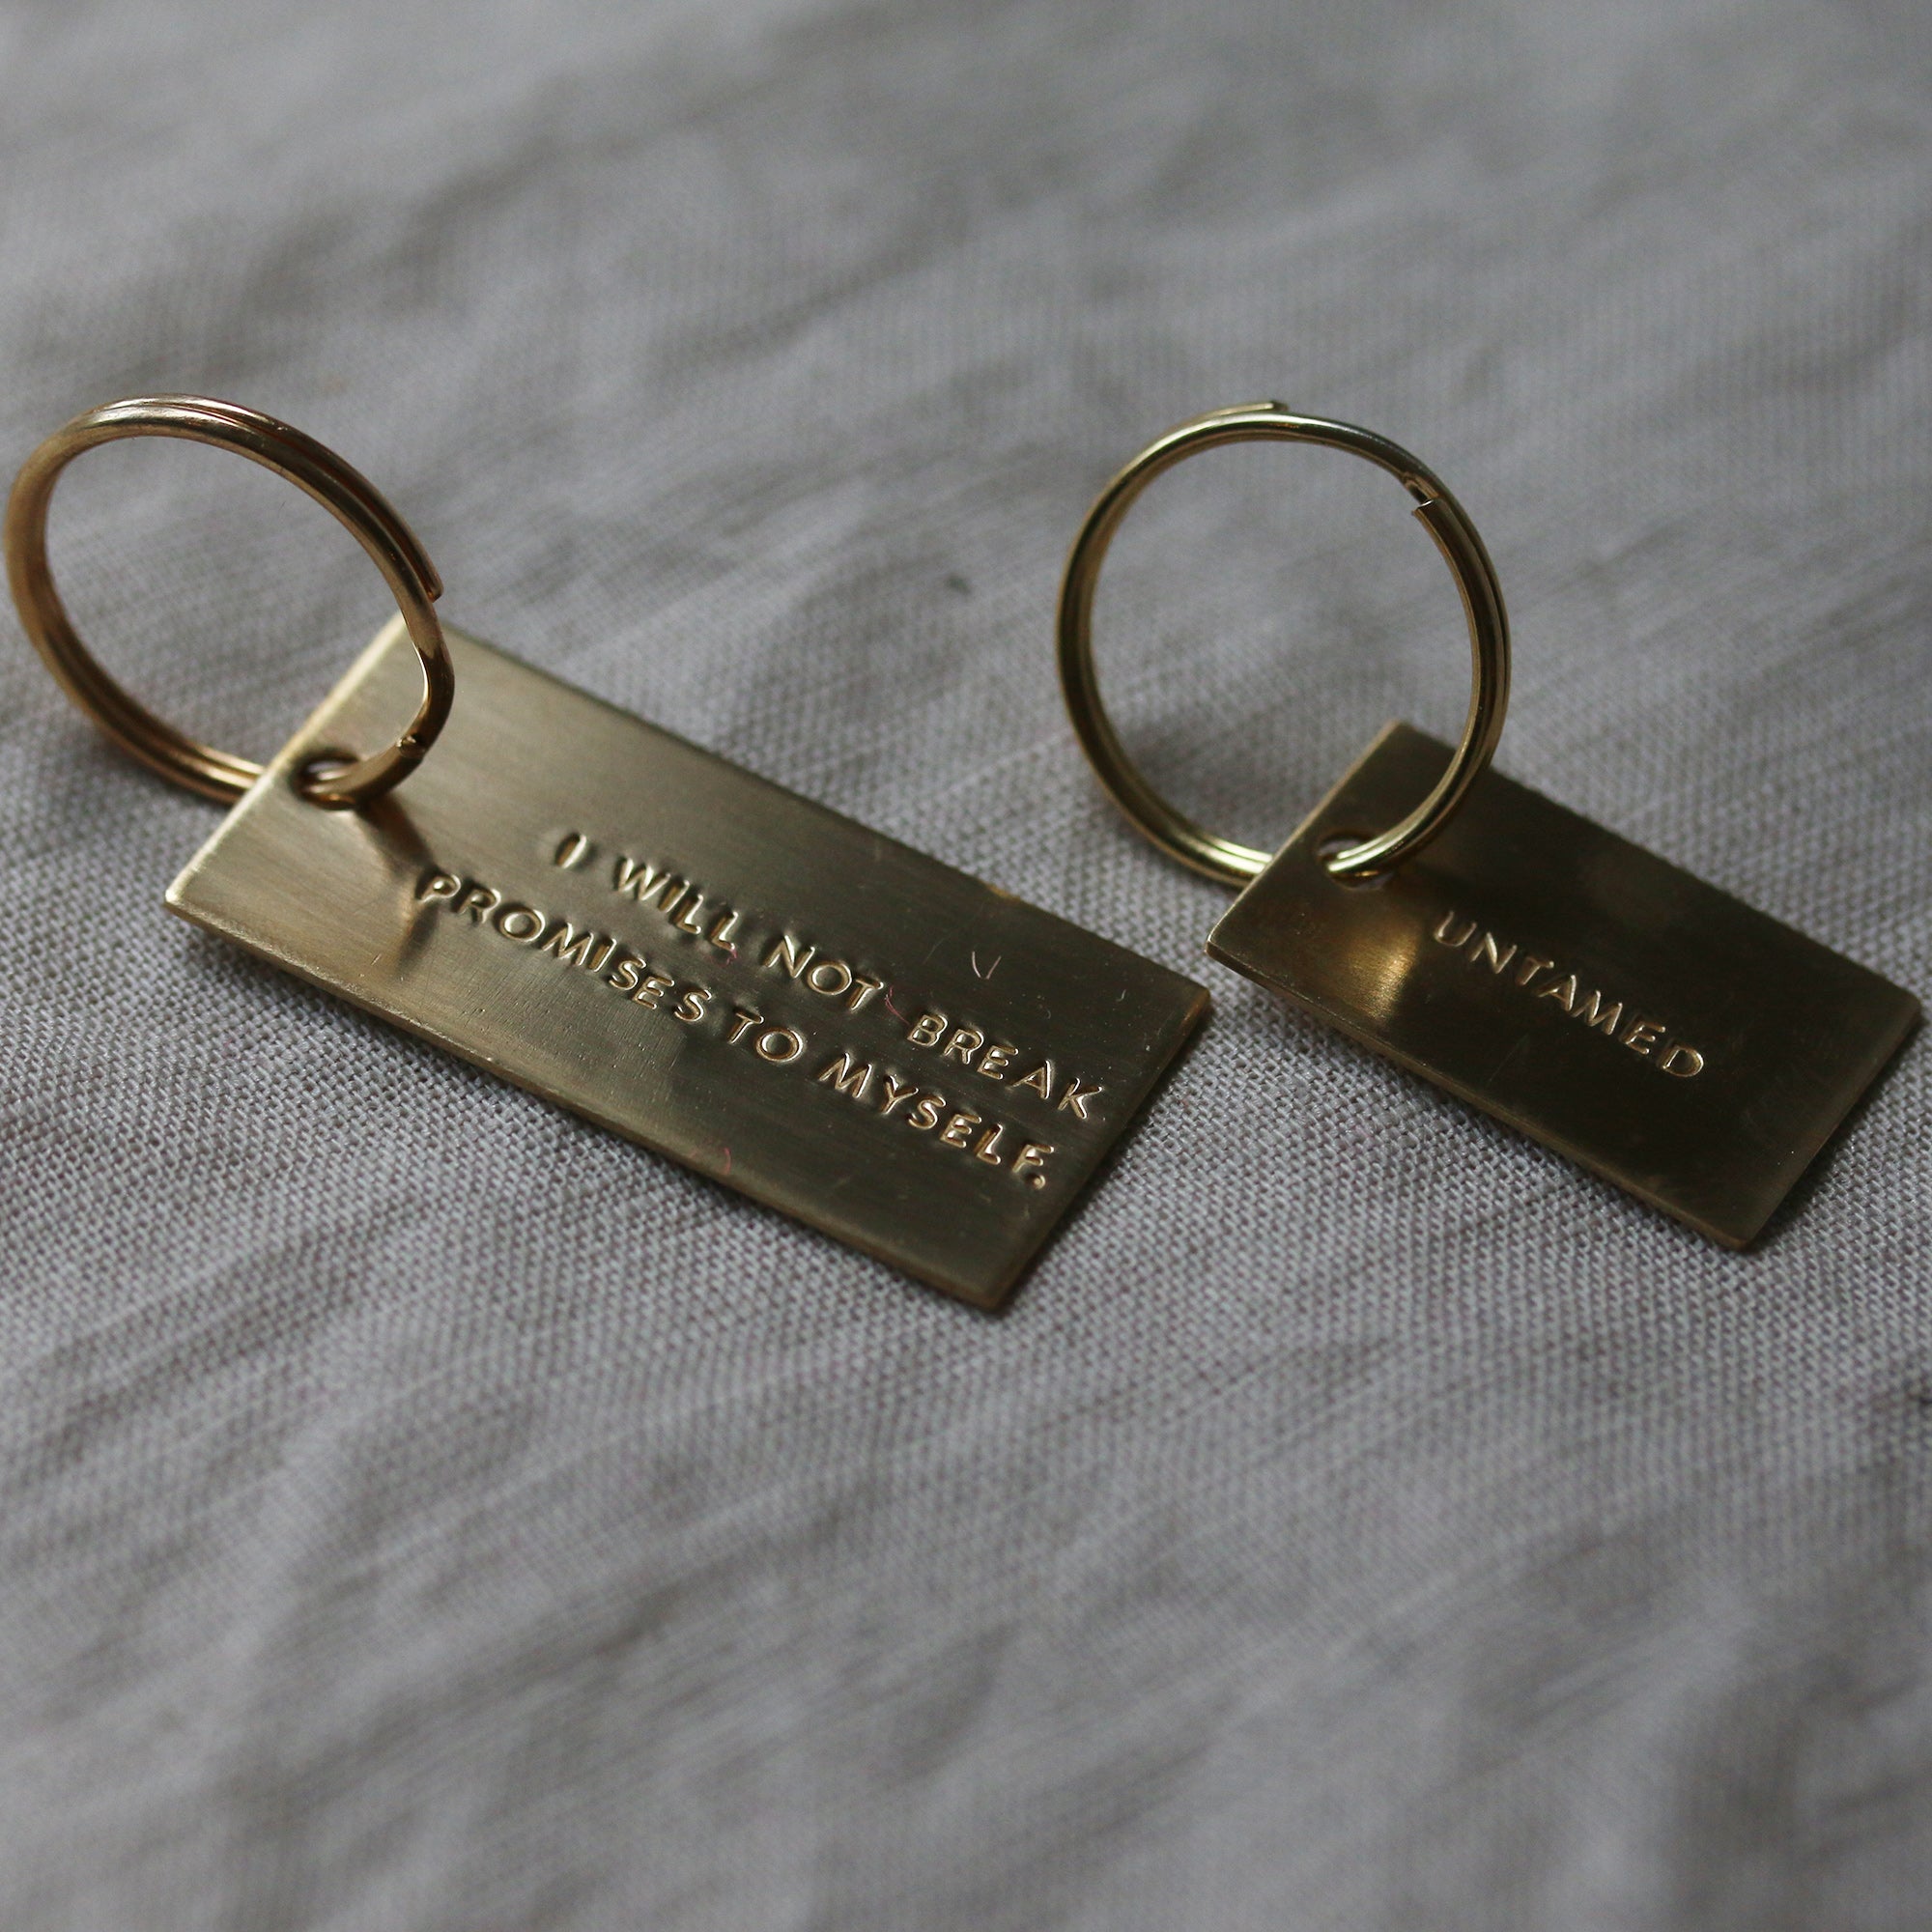 I WILL NOT BREAK
PROMISES TO MYSELF.
UNTAMED